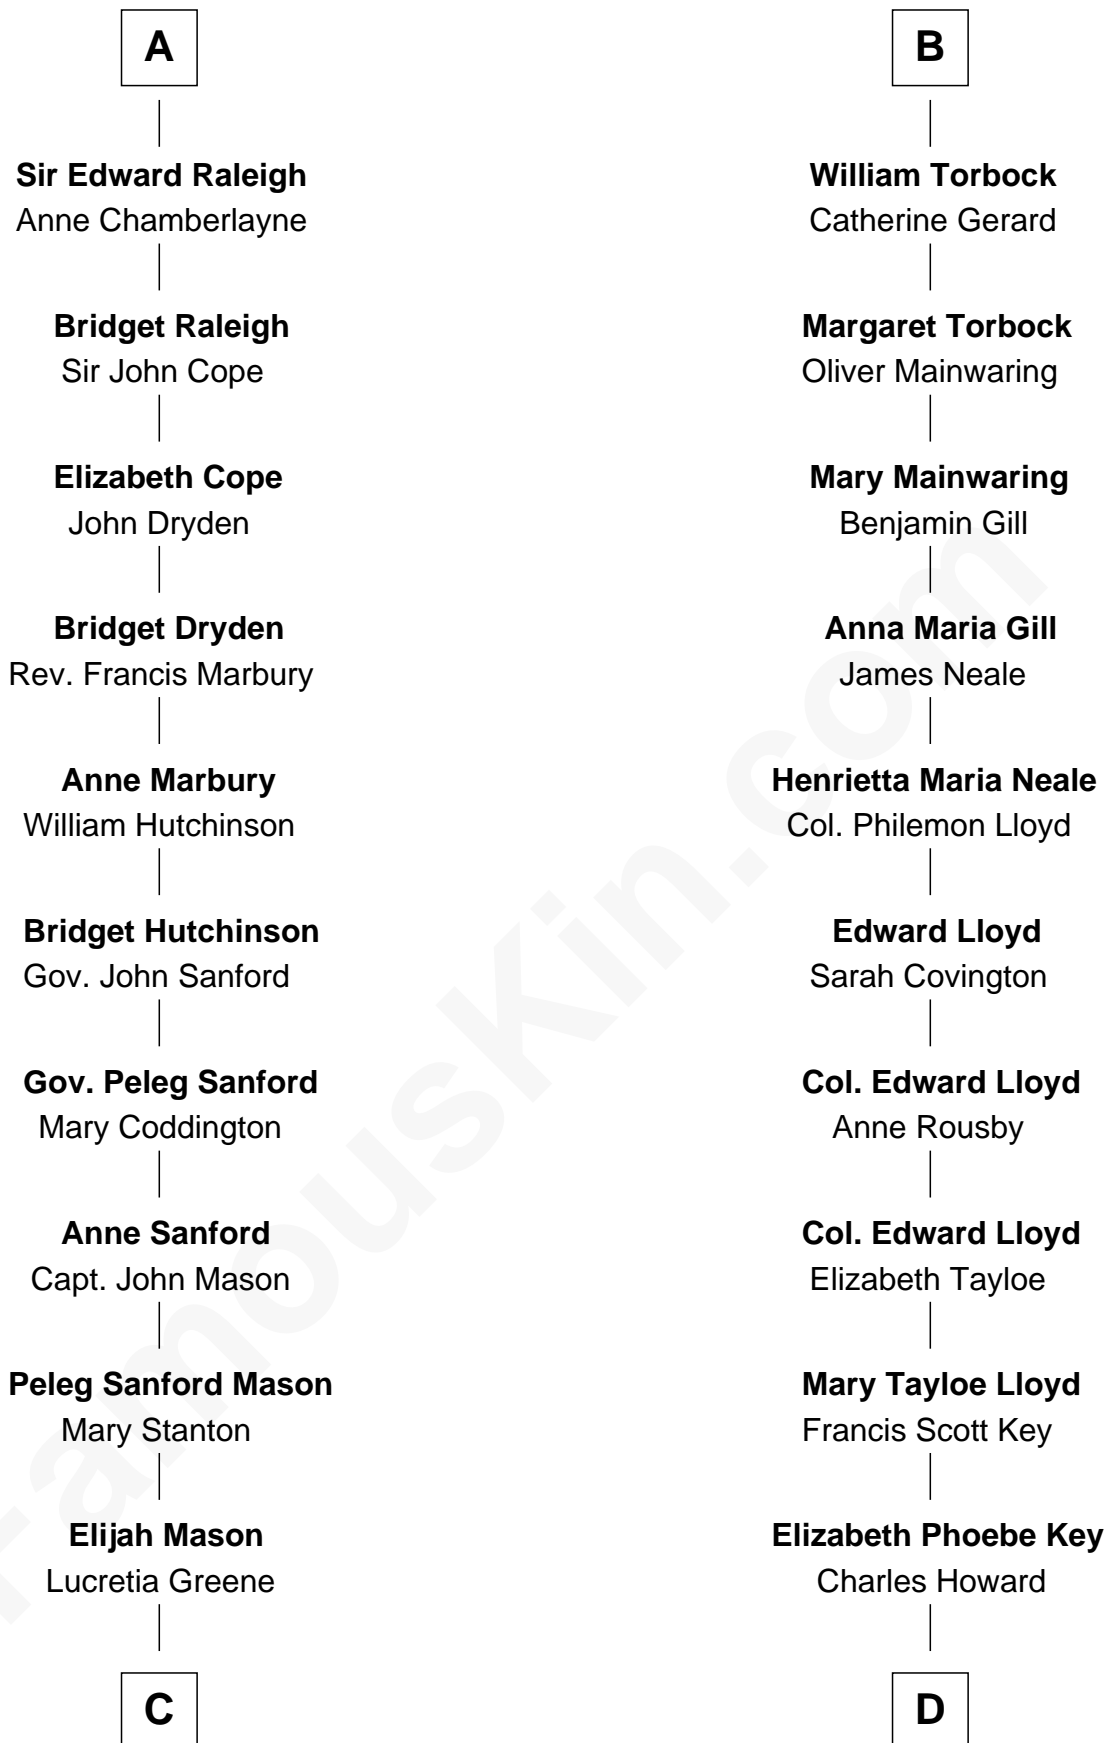 A
Sir Edward Raleigh
Anne Chamberlayne
Bridget Raleigh
Sir John Cope
Elizabeth Cope
John Dryden
Bridget Dryden
Rev. Francis Marbury
Anne Marbury
William Hutchinson
Bridget Hutchinson
Gov. John Sanford
Gov. Peleg Sanford
Mary Coddington
Anne Sanford
Capt. John Mason
Peleg Sanford Mason
Mary Stanton
Elijah Mason
Lucretia Greene
C
B
William Torbock
Catherine Gerard
Margaret Torbock
Oliver Mainwaring
Mary Mainwaring
Benjamin Gill
Anna Maria Gill
James Neale
Henrietta Maria Neale
Col. Philemon Lloyd
Edward Lloyd
Sarah Covington
Col. Edward Lloyd
Anne Rousby
Col. Edward Lloyd
Elizabeth Tayloe
Mary Tayloe Lloyd
Francis Scott Key
Elizabeth Phoebe Key
Charles Howard
D
FamousKin.com